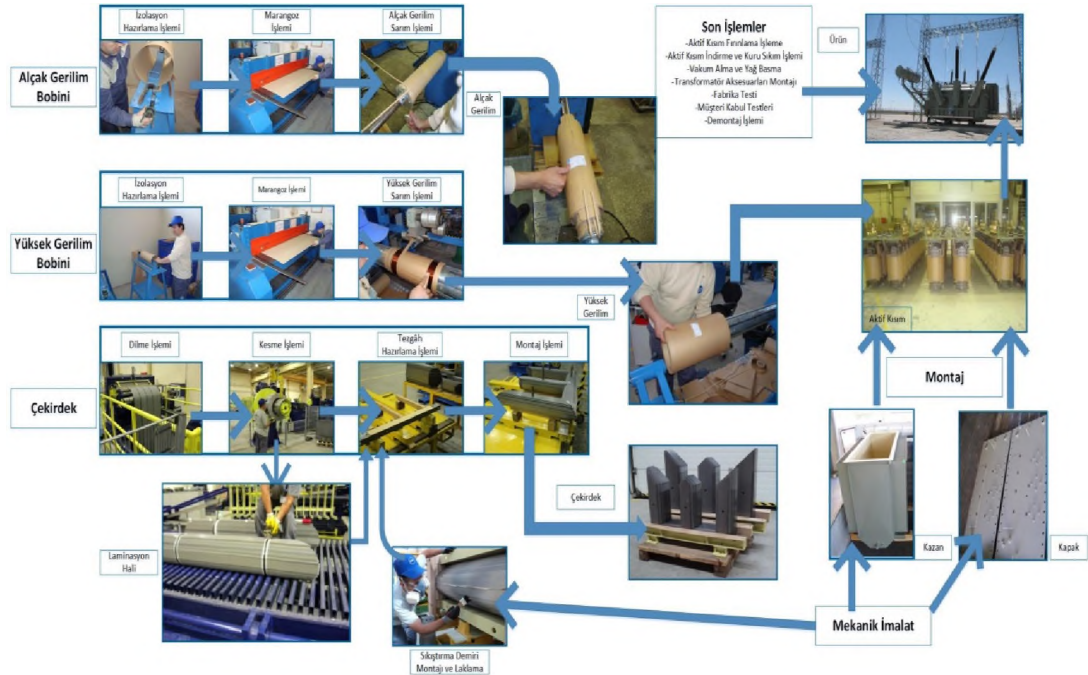 Alçak Gerilim
Bobini
İzolasyon
Hazırlama İşlemi
Marangoz
İşlemi
Alçak Gerilim
Sarım İşlemi
Alçak
Gerilim
Son İşlemler
-Aktif Kısım Fırınlama İşleme
-Aktif Kısım İndirme ve Kuru Sıkım İşlemi
-Vakum Alma ve Yağ Basma
-Transformatör Aksesuarları Montajı
-Fabrika Testi
-Müşteri Kabul Testleri
-Demontaj İşlemi
Ürün
Yüksek Gerilim
Bobini
İzolasyon
Hazırlama İşlemi
Marangoz İşlemi
Yüksek Gerilim
Sarım İşlemi
Yüksek
Gerilim
Aktif Kısım
Montaj
Çekirdek
Dilme İşlemi
Kesme İşlemi
Tezgâh
Hazırlama İşlemi
Montaj İşlemi
Çekirdek
Laminasyon
Hali
Sıkıştırma Demiri
Montajı ve Laklama
Kazan
Kapak
Mekanik İmalat